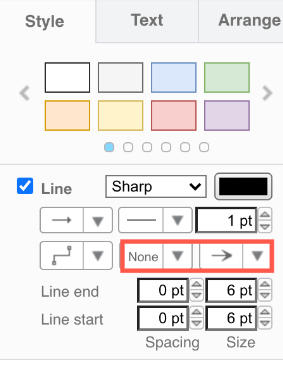 Style Text Arrange
Line Sharp
1 pt
None
Line end 0 pt 6 pt
Line start 0 pt 6 pt
Spacing Size